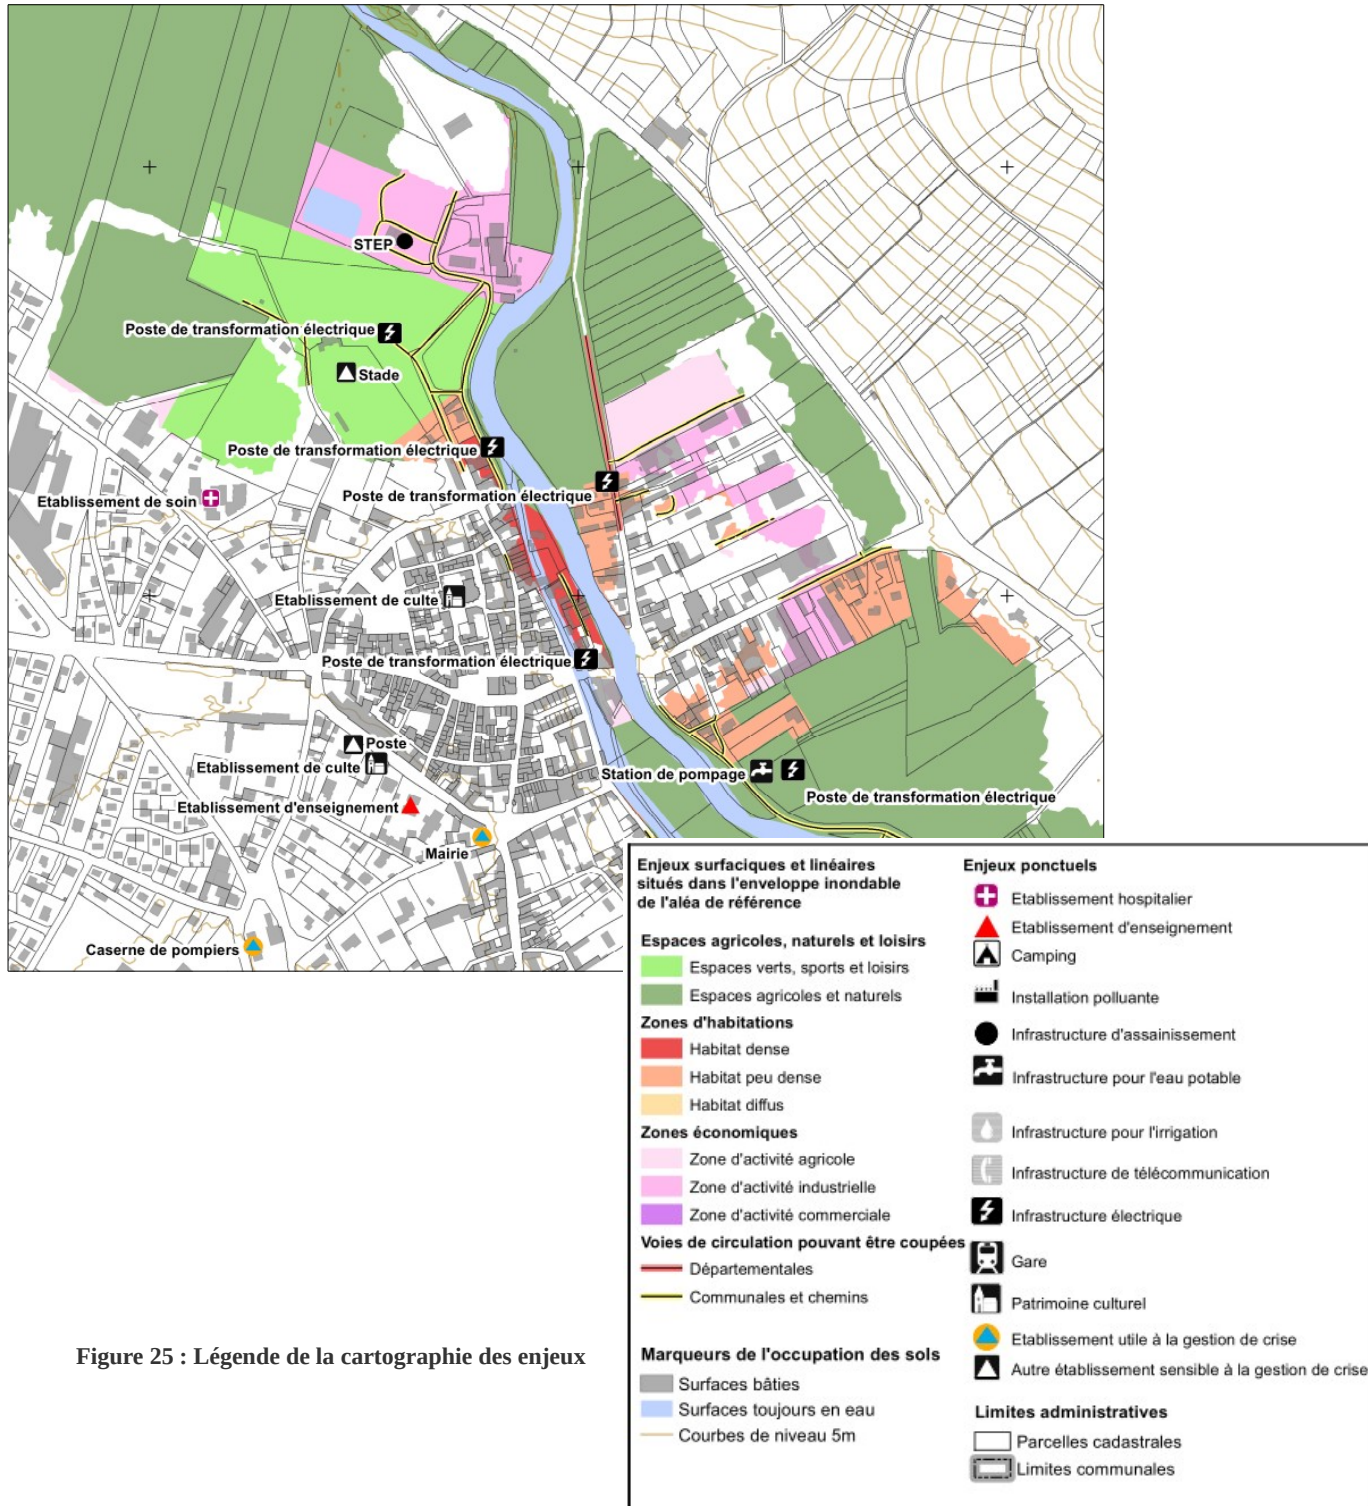 STEP
Poste de transformation électrique
Stade
Poste de transformation électrique
Poste de transformation électrique
Etablissement de soin
Etablissement de culte
Poste de transformation électrique
Poste
Etablissement de culte
Station de pompage
Poste de transformation électrique
Etablissement d'enseignement
Mairie
Caserne de pompiers
Enjeux surfaciques et linéaires
situés dans l'enveloppe inondable
de l'aléa de référence
Espaces agricoles, naturels et loisirs
Espaces verts, sports et loisirs
Espaces agricoles et naturels
Zones d'habitations
Habitat dense
Habitat peu dense
Habitat diffus
Zones économiques
Zone d'activité agricole
Zone d'activité industrielle
Zone d'activité commerciale
Voies de circulation pouvant être coupées
Départementales
Communales et chemins
Marqueurs de l'occupation des sols
Surfaces bâties
Surfaces toujours en eau
Courbes de niveau 5m
Enjeux ponctuels
Etablissement hospitalier
Etablissement d'enseignement
Camping
Installation polluante
Infrastructure d'assainissement
Infrastructure pour l'eau potable
Infrastructure pour l'irrigation
Infrastructure de télécommunication
Infrastructure électrique
Gare
Patrimoine culturel
Etablissement utile à la gestion de crise
Autre établissement sensible à la gestion de crise
Limites administratives
Parcelles cadastrales
Limites communales
Figure 25 : Légende de la cartographie des enjeux